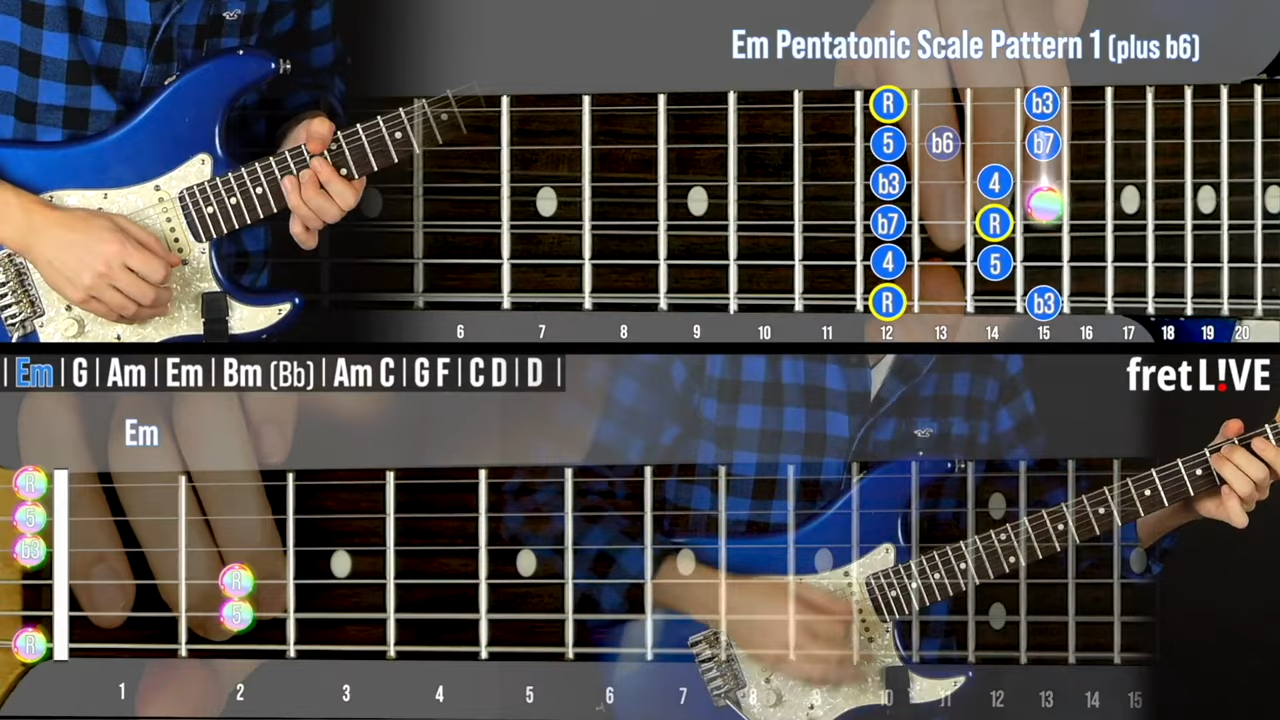 Em Pentatonic Scale Pattern 1 (plus b6)
R b3
5 b6 b7
b3 4
b7 R
4 5
R b3
6 7 8 9 10 11 12 13 14 15 16 17 18 19 20
| Em | G | Am | Em | Bm (Bb) | Am C | G F | C D | D |
fret L!VE
Em
R
5
b3
R
5
R
1 2 3 4 5 6 7 8 9 10 11 12 13 14 15